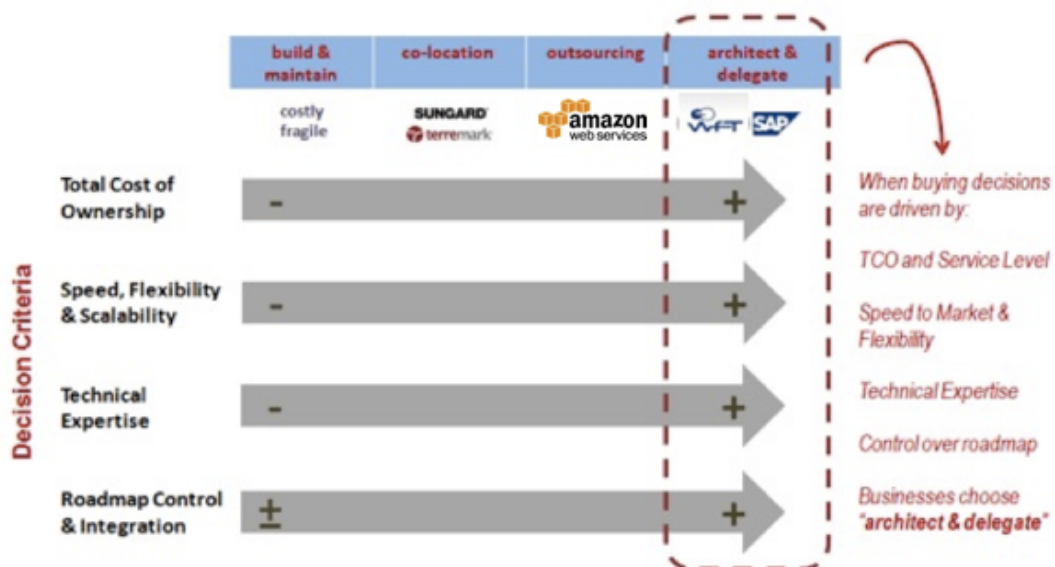 build &
maintain
co-location
outsourcing
architect &
delegate
costly
fragile
SUNGARD
terremark
amazon
web services
WFT
SAP
Decision Criteria
Total Cost of
Ownership
-
+
Speed, Flexibility
& Scalability
-
+
Technical
Expertise
-
+
Roadmap Control
& Integration
±
+
When buying decisions
are driven by:
TCO and Service Level
Speed to Market &
Flexibility
Technical Expertise
Control over roadmap
Businesses choose
"architect & delegate"